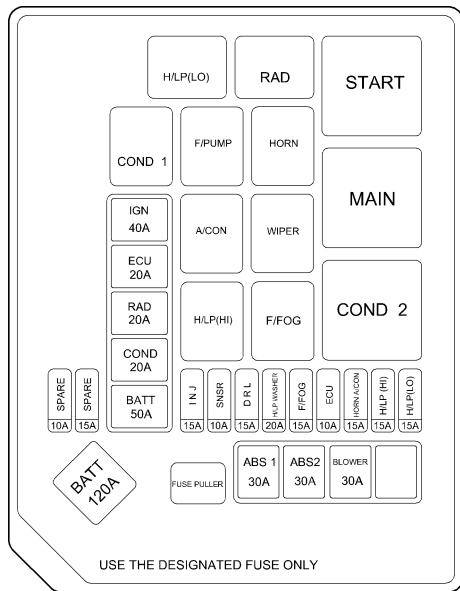 H/LP(LO)
RAD
START
COND 1
F/PUMP
HORN
MAIN
IGN
40A
A/CON
WIPER
ECU
20A
RAD
20A
H/LP(HI)
F/FOG
COND 2
COND
20A
BATT
50A
SPARE
10A
SPARE
15A
INJ
15A
SNSR
10A
DRL
15A
H/LP WASHER
20A
F/FOG
15A
ECU
10A
HORN A/CON
15A
H/LP (HI)
15A
H/LP(LO)
15A
BATT
120A
FUSE PULLER
ABS 1
30A
ABS2
30A
BLOWER
30A
USE THE DESIGNATED FUSE ONLY